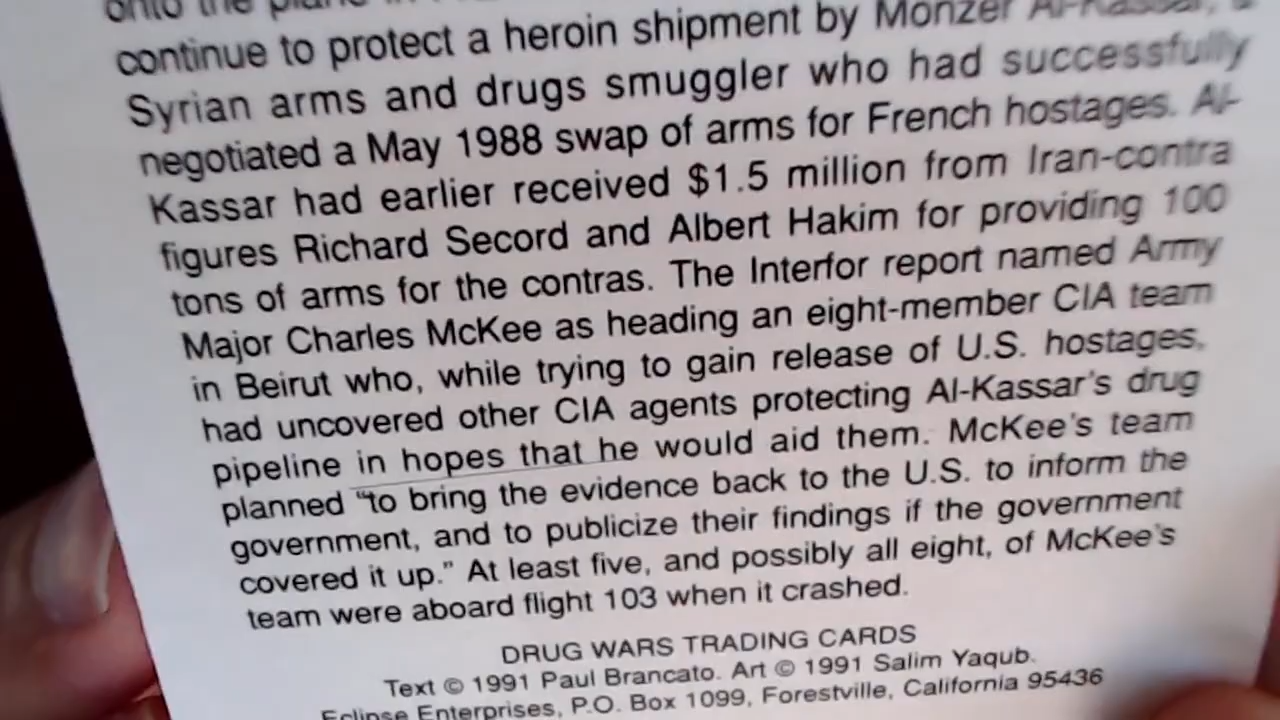 onto the plane in
continue to protect a heroin shipment by Monzer Al-Kassar, a
Syrian arms and drugs smuggler who had successfully
negotiated a May 1988 swap of arms for French hostages. Al-
Kassar had earlier received $1.5 million from Iran-contra
figures Richard Secord and Albert Hakim for providing 100
tons of arms for the contras. The Interfor report named Army
Major Charles McKee as heading an eight-member CIA team
in Beirut who, while trying to gain release of U.S. hostages,
had uncovered other CIA agents protecting Al-Kassar's drug
pipeline in hopes that he would aid them. McKee's team
planned “to bring the evidence back to the U.S. to inform the
government, and to publicize their findings if the government
covered it up.” At least five, and possibly all eight, of McKee's
team were aboard flight 103 when it crashed.
DRUG WARS TRADING CARDS
Text © 1991 Paul Brancato. Art © 1991 Salim Yaqub.
Eclipse Enterprises, P.O. Box 1099, Forestville, California 95436